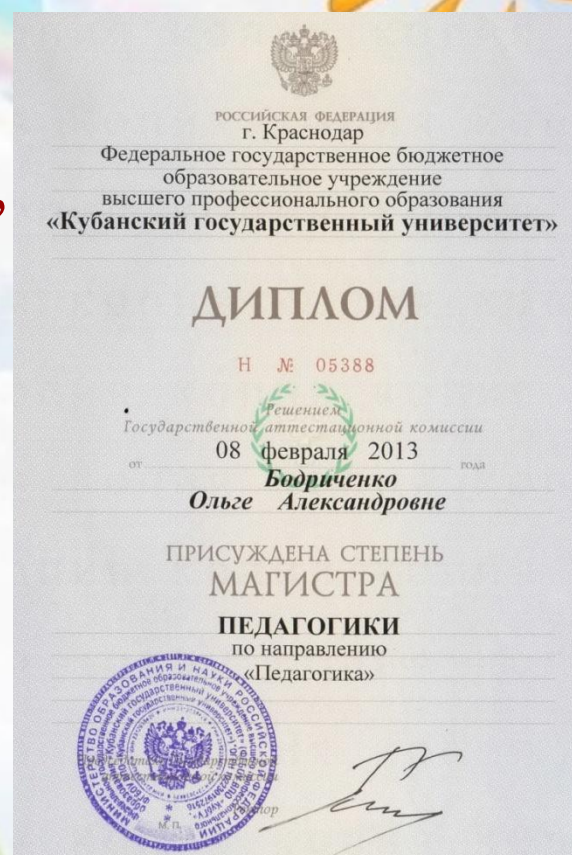 РОССИЙСКАЯ ФЕДЕРАЦИЯ
г. Краснодар
Федеральное государственное бюджетное
образовательное учреждение
высшего профессионального образования
«Кубанский государственный университет»
ДИПЛОМ
Н № 05388
Решением
Государственной аттестационной комиссии
от 08 февраля 2013 года
Бодриченко
Ольге Александровне
ПРИСУЖДЕНА СТЕПЕНЬ
МАГИСТРА
ПЕДАГОГИКИ
по направлению
«Педагогика»
М. П.